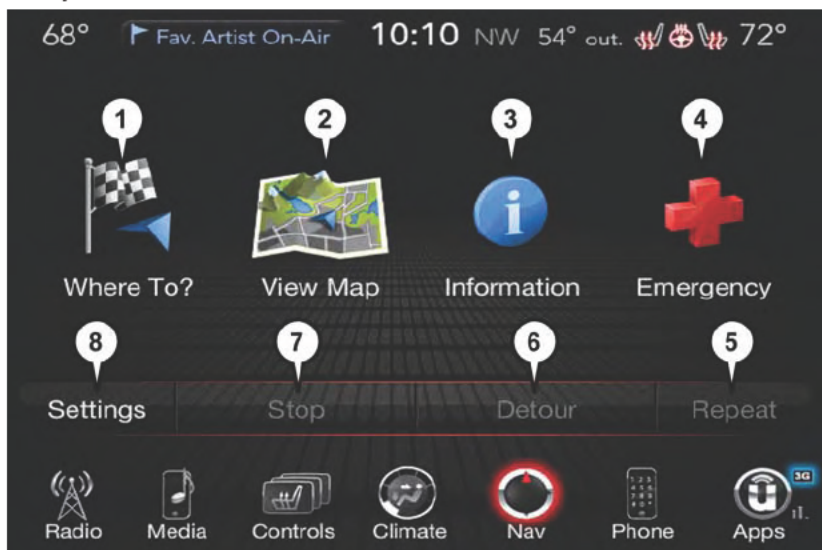 68° Fav. Artist On-Air 10:10 NW 54° out. 72°
1 2 3 4
Where To? View Map Information Emergency
8 7 6 5
Settings Stop Detour Repeat
3G
Radio Media Controls Climate Nav Phone Apps